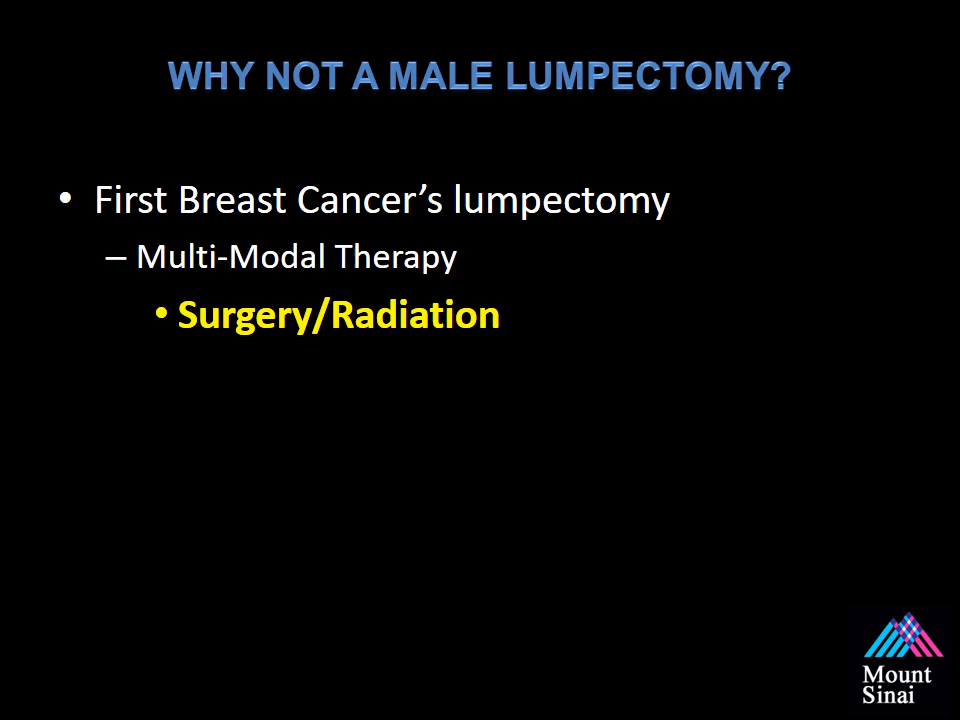 WHY NOT A MALE LUMPECTOMY?
• First Breast Cancer’s lumpectomy
– Multi-Modal Therapy
• Surgery/Radiation
Mount
Sinai